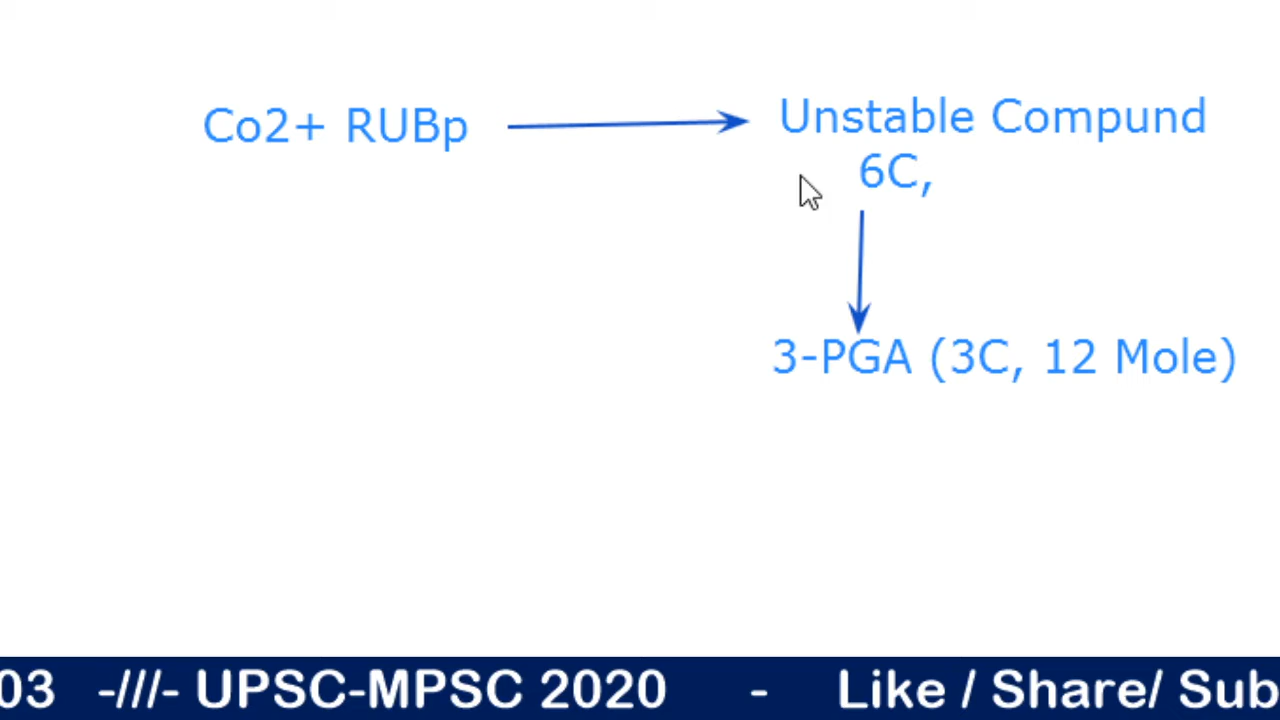 Co2+ RUBp
Unstable Compund
6C,
3-PGA (3C, 12 Mole)
03 -///- UPSC-MPSC 2020 - Like / Share/ Sub